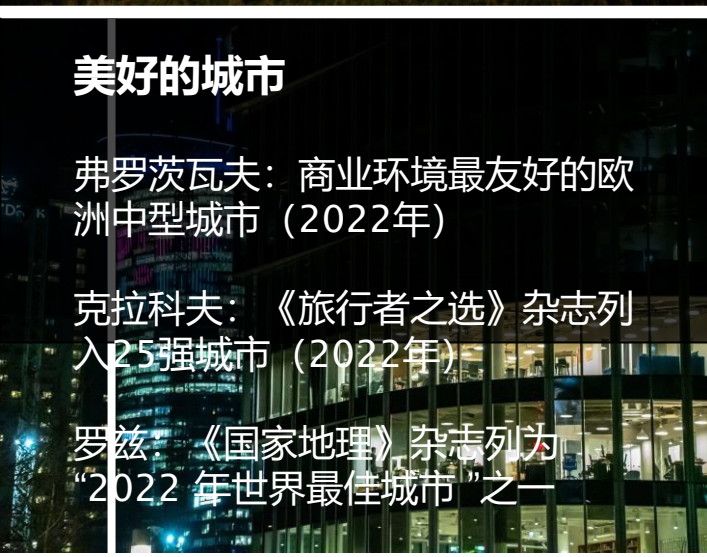 美好的城市
弗罗茨瓦夫：商业环境最友好的欧
洲中型城市（2022年）
克拉科夫：《旅行者之选》杂志列
入25强城市（2022年）
罗兹：《国家地理》杂志列为
“2022 年世界最佳城市 ”之一